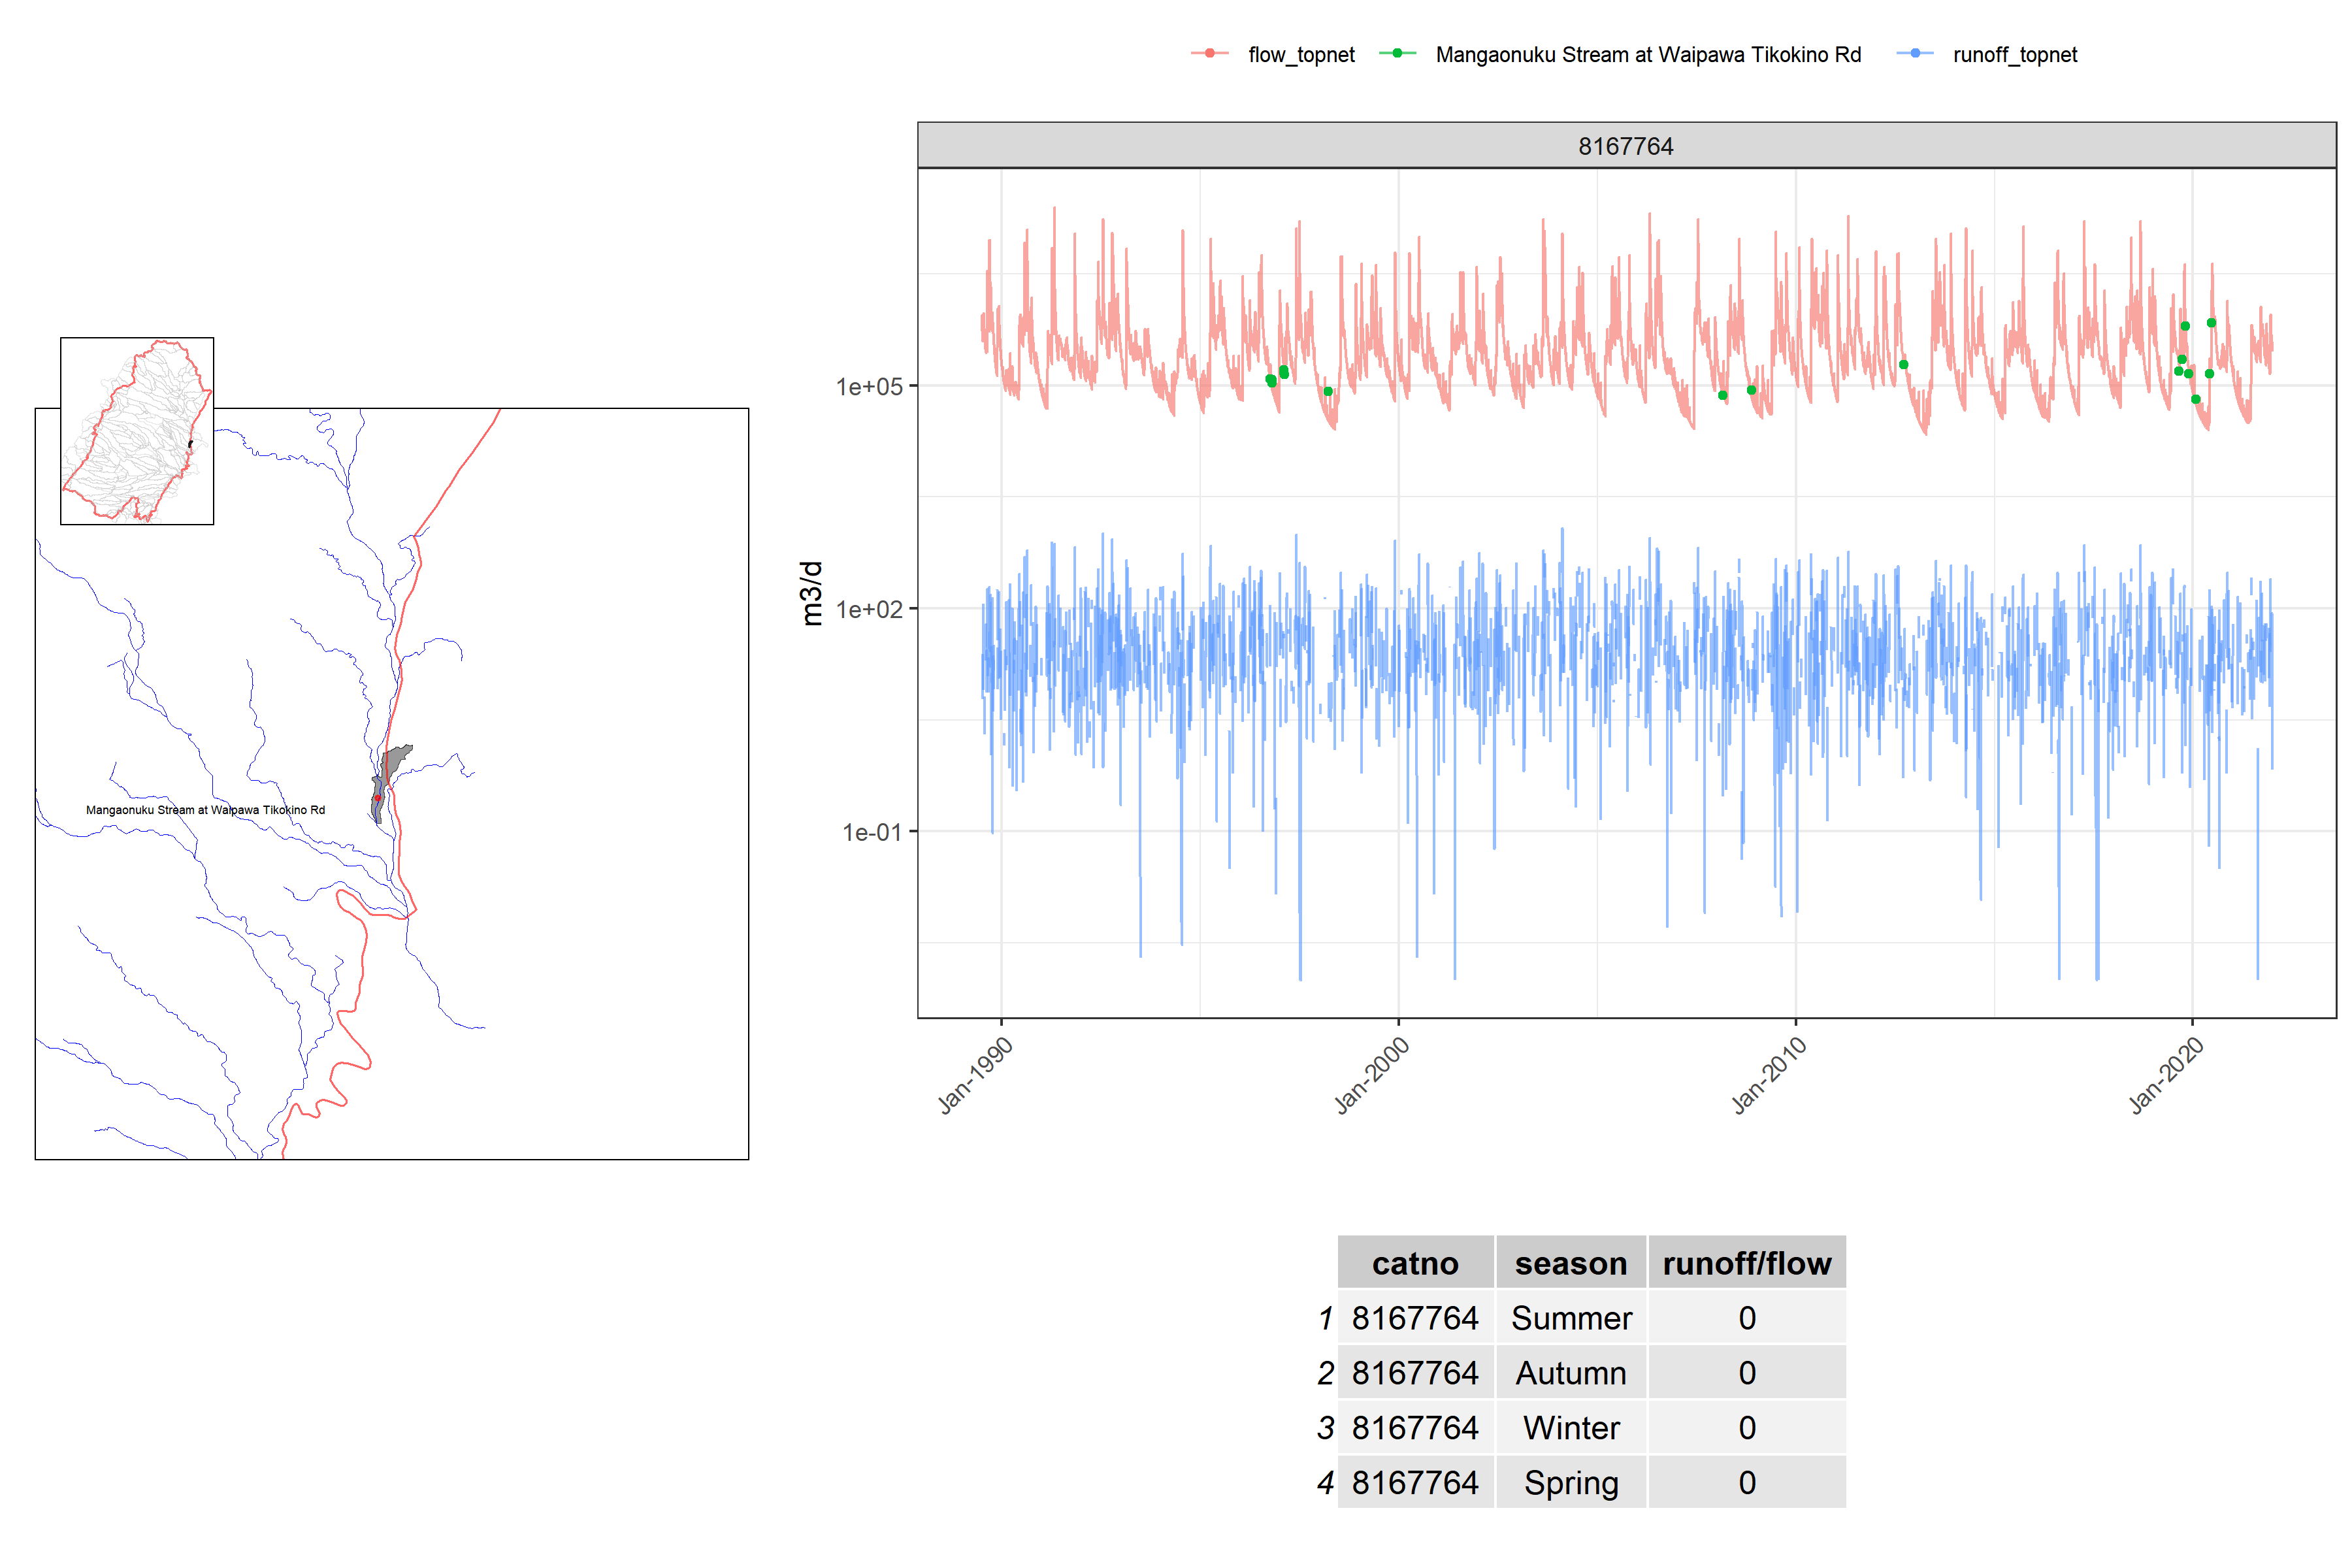 flow_topnet Mangaonuku Stream at Waipawa Tikokino Rd runoff_topnet
8167764
Mangaonuku Stream at Waipawa Tikokino Rd
m3/d
1e+05
1e+02
1e-01
Jan-1990 Jan-2000 Jan-2010 Jan-2020
catno season runoff/flow
1 8167764 Summer 0
2 8167764 Autumn 0
3 8167764 Winter 0
4 8167764 Spring 0